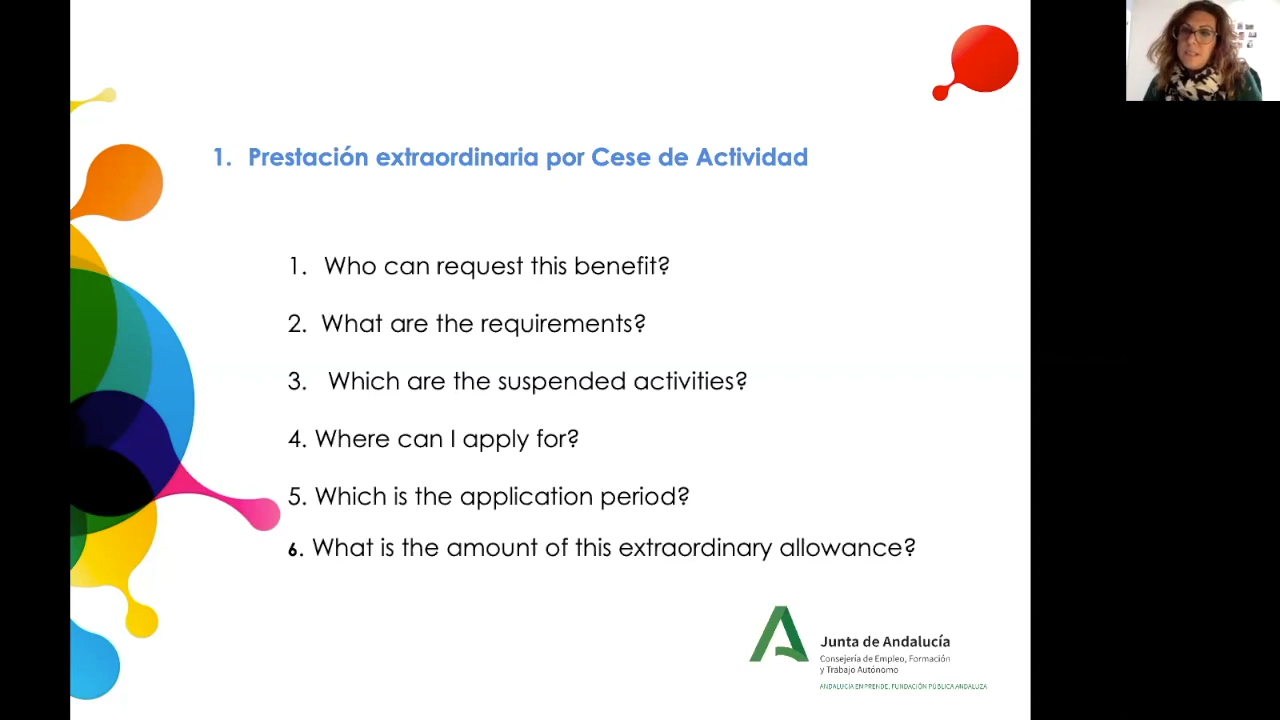 1. Prestación extraordinaria por Cese de Actividad
1. Who can request this benefit?
2. What are the requirements?
3. Which are the suspended activities?
4. Where can I apply for?
5. Which is the application period?
6. What is the amount of this extraordinary allowance?
Junta de Andalucía
Consejería de Empleo, Formación
y Trabajo Autónomo
ANDALUCÍA EMPRENDE, FUNDACIÓN PÚBLICA ANDALUZA